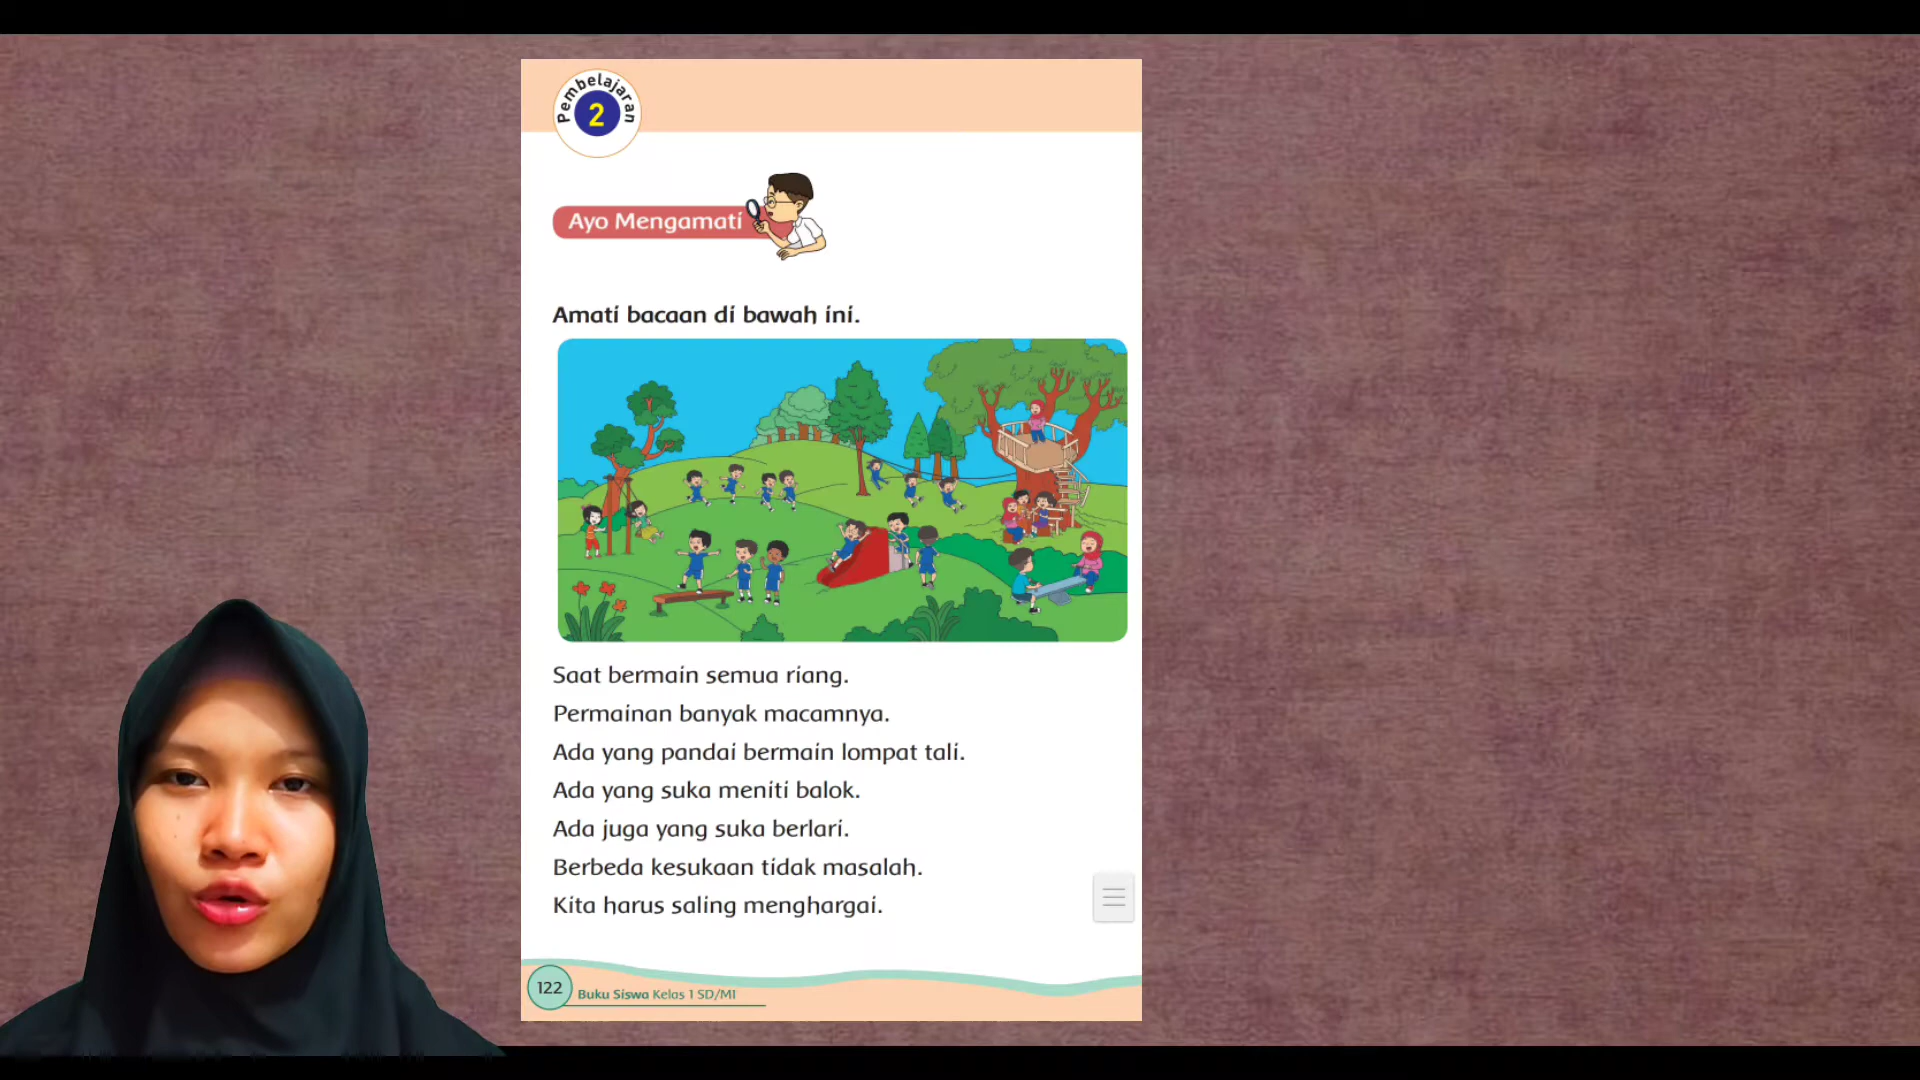 Pembelajaran
2
Ayo Mengamati
Amati bacaan di bawah ini.
Saat bermain semua riang.
Permainan banyak macamnya.
Ada yang pandai bermain lompat tali.
Ada yang suka meniti balok.
Ada juga yang suka berlari.
Berbeda kesukaan tidak masalah.
Kita harus saling menghargai.
122
Buku Siswa Kelas 1 SD/MI